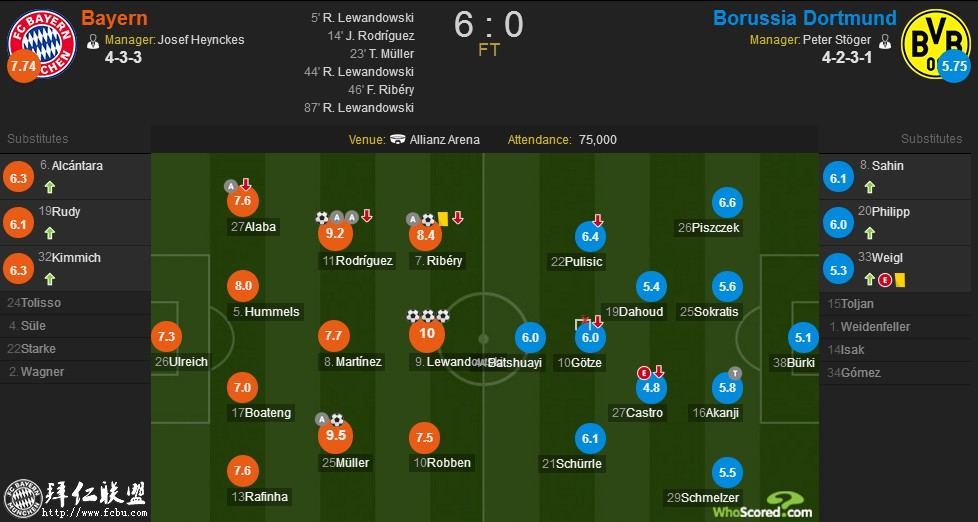 Bayern
Manager: Josef Heynckes
4-3-3
7.74
FC BAYERN
MÜNCHEN
5' R. Lewandowski
14' J. Rodríguez
23' T. Müller
44' R. Lewandowski
46' F. Ribéry
87' R. Lewandowski
6 : 0
FT
Borussia Dortmund
Manager: Peter Stöger
4-2-3-1
BVB
5.75
Substitutes
Venue: Allianz Arena Attendance: 75,000
Substitutes
6.3 6. Alcántara
6.1 19 Rudy
6.3 32 Kimmich
24 Tolisso
4. Süle
22 Starke
2. Wagner
7.3
26 Ulreich
A
7.6
27 Alaba
8.0
5. Hummels
7.0
17 Boateng
7.6
13 Rafinha
A A
9.2
11 Rodríguez
7.7
8. Martínez
A
9.5
25 Müller
A
8.4
7. Ribéry
10
9. Lewandowski
7.5
10 Robben
6.0
44 Batshuayi
6.4
22 Pulisic
6.0
10 Götze
6.1
21 Schürrle
5.4
19 Dahoud
E
4.8
27 Castro
6.6
26 Piszczek
5.6
25 Sokratis
T
5.8
16 Akanji
5.5
29 Schmelzer
5.1
38 Bürki
6.1 8. Sahin
6.0 20 Philipp
5.3 33 Weigl
E
15 Toljan
1. Weidenfeller
14 Isak
34 Gómez
拜仁联盟
http://www.fcbu.com
WhoScored.com